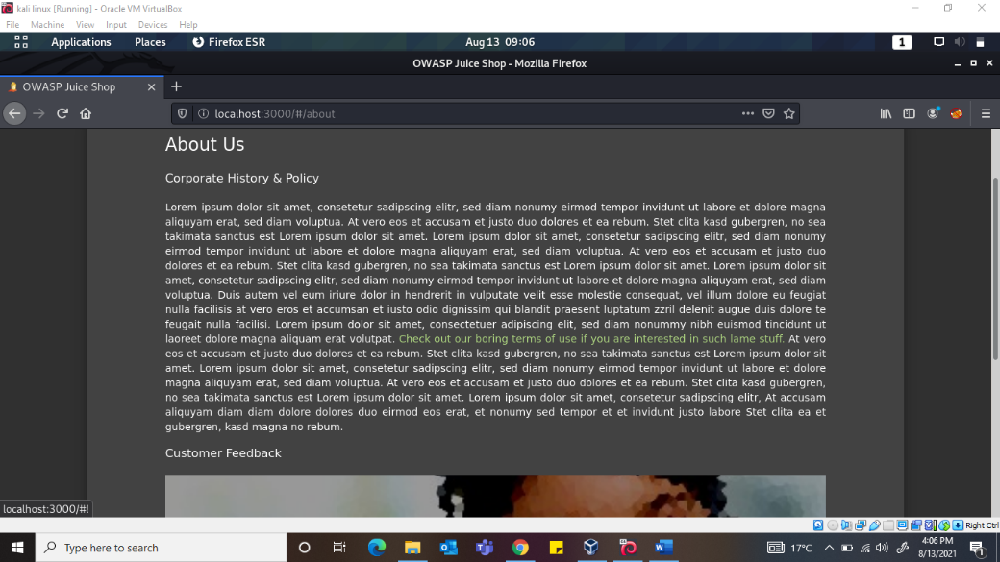 kali linux [Running] - Oracle VM VirtualBox
File Machine View Input Devices Help
Applications Places Firefox ESR Aug 13 09:06 1
OWASP Juice Shop - Mozilla Firefox
OWASP Juice Shop
localhost:3000/#/about
About Us
Corporate History & Policy
Lorem ipsum dolor sit amet, consetetur sadipscing elitr, sed diam nonumy eirmod tempor invidunt ut labore et dolore magna
aliquyam erat, sed diam voluptua. At vero eos et accusam et justo duo dolores et ea rebum. Stet clita kasd gubergren, no sea
takimata sanctus est Lorem ipsum dolor sit amet. Lorem ipsum dolor sit amet, consetetur sadipscing elitr, sed diam nonumy
eirmod tempor invidunt ut labore et dolore magna aliquyam erat, sed diam voluptua. At vero eos et accusam et justo duo
dolores et ea rebum. Stet clita kasd gubergren, no sea takimata sanctus est Lorem ipsum dolor sit amet. Lorem ipsum dolor sit
amet, consetetur sadipscing elitr, sed diam nonumy eirmod tempor invidunt ut labore et dolore magna aliquyam erat, sed diam
voluptua. Duis autem vel eum iriure dolor in hendrerit in vulputate velit esse molestie consequat, vel illum dolore eu feugiat
nulla facilisis at vero eros et accumsan et iusto odio dignissim qui blandit praesent luptatum zzril delenit augue duis dolore te
feugait nulla facilisi. Lorem ipsum dolor sit amet, consectetuer adipiscing elit, sed diam nonummy nibh euismod tincidunt ut
laoreet dolore magna aliquam erat volutpat. Check out our boring terms of use if you are interested in such lame stuff. At vero
eos et accusam et justo duo dolores et ea rebum. Stet clita kasd gubergren, no sea takimata sanctus est Lorem ipsum dolor sit
amet. Lorem ipsum dolor sit amet, consetetur sadipscing elitr, sed diam nonumy eirmod tempor invidunt ut labore et dolore
magna aliquyam erat, sed diam voluptua. At vero eos et accusam et justo duo dolores et ea rebum. Stet clita kasd gubergren,
no sea takimata sanctus est Lorem ipsum dolor sit amet. Lorem ipsum dolor sit amet, consetetur sadipscing elitr, At accusam
aliquyam diam diam dolore dolores duo eirmod eos erat, et nonumy sed tempor et et invidunt justo labore Stet clita ea et
gubergren, kasd magna no rebum.
Customer Feedback
localhost:3000/#!
Right Ctrl
Type here to search
17°C
4:06 PM
8/13/2021
1